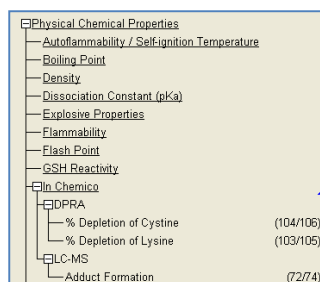 Physical Chemical Properties
Autoflammability / Self-ignition Temperature
Boiling Point
Density
Dissociation Constant (pKa)
Explosive Properties
Flammability
Flash Point
GSH Reactivity
In Chemico
DPRA
% Depletion of Cystine (104/106)
% Depletion of Lysine (103/105)
LC-MS
Adduct Formation (72/74)